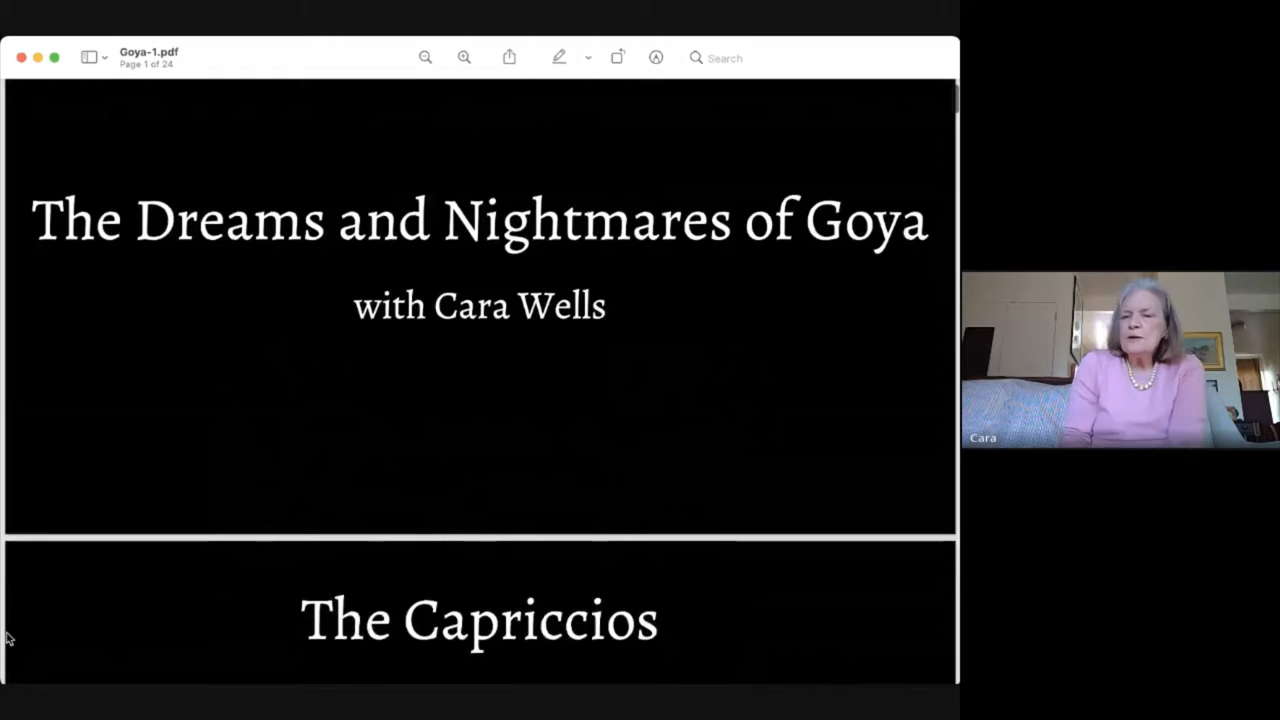 Goya-1.pdf
Page 1 of 24
Search
The Dreams and Nightmares of Goya
with Cara Wells
The Capriccios
Cara